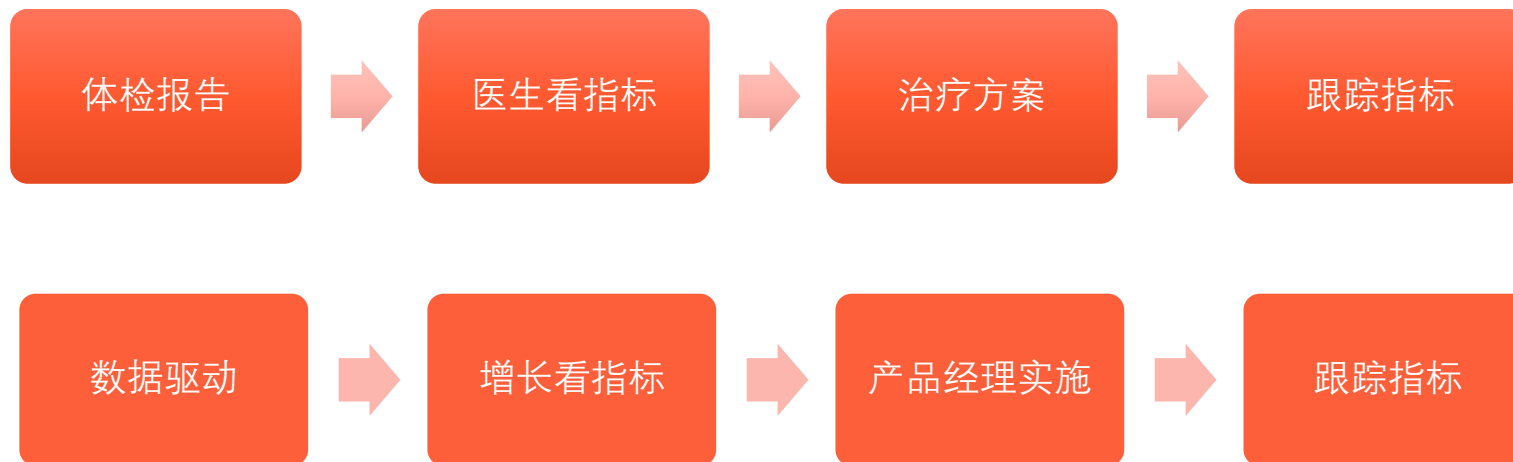 体检报告
医生看指标
治疗方案
跟踪指标
数据驱动
增长看指标
产品经理实施
跟踪指标